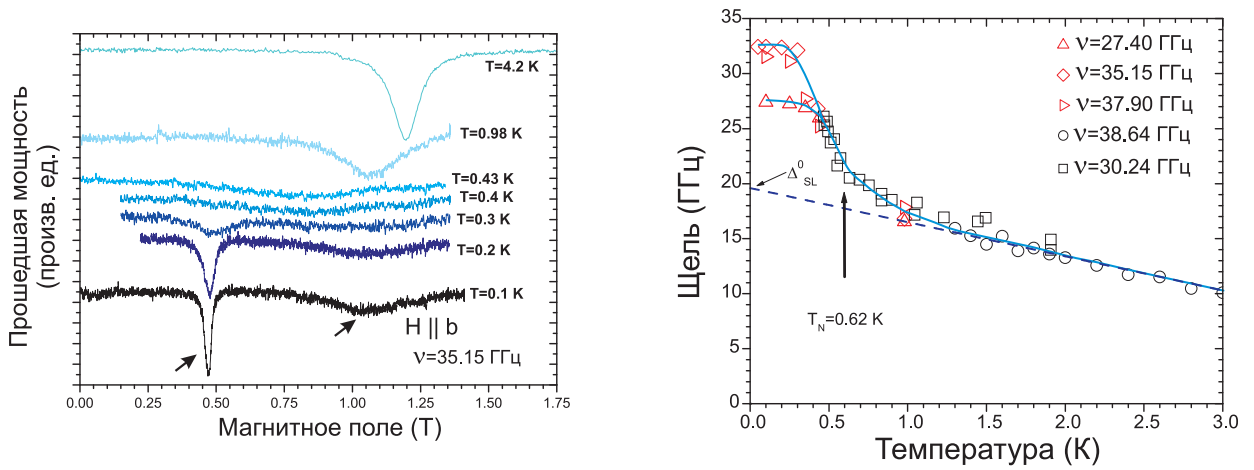 Прошедшая мощность
(произв. ед.)
T=4.2 K
T=0.98 K
T=0.43 K
T=0.4 K
T=0.3 K
T=0.2 K
T=0.1 K
H || b
ν=35.15 ГГц
0.00 0.25 0.50 0.75 1.00 1.25 1.50 1.75
Магнитное поле (T)
Щель (ГГц)
35
30
25
20
15
10
5
0
ν=27.40 ГГц
ν=35.15 ГГц
ν=37.90 ГГц
ν=38.64 ГГц
ν=30.24 ГГц
Δ⁰SL
TN=0.62 K
0.0 0.5 1.0 1.5 2.0 2.5 3.0
Температура (К)